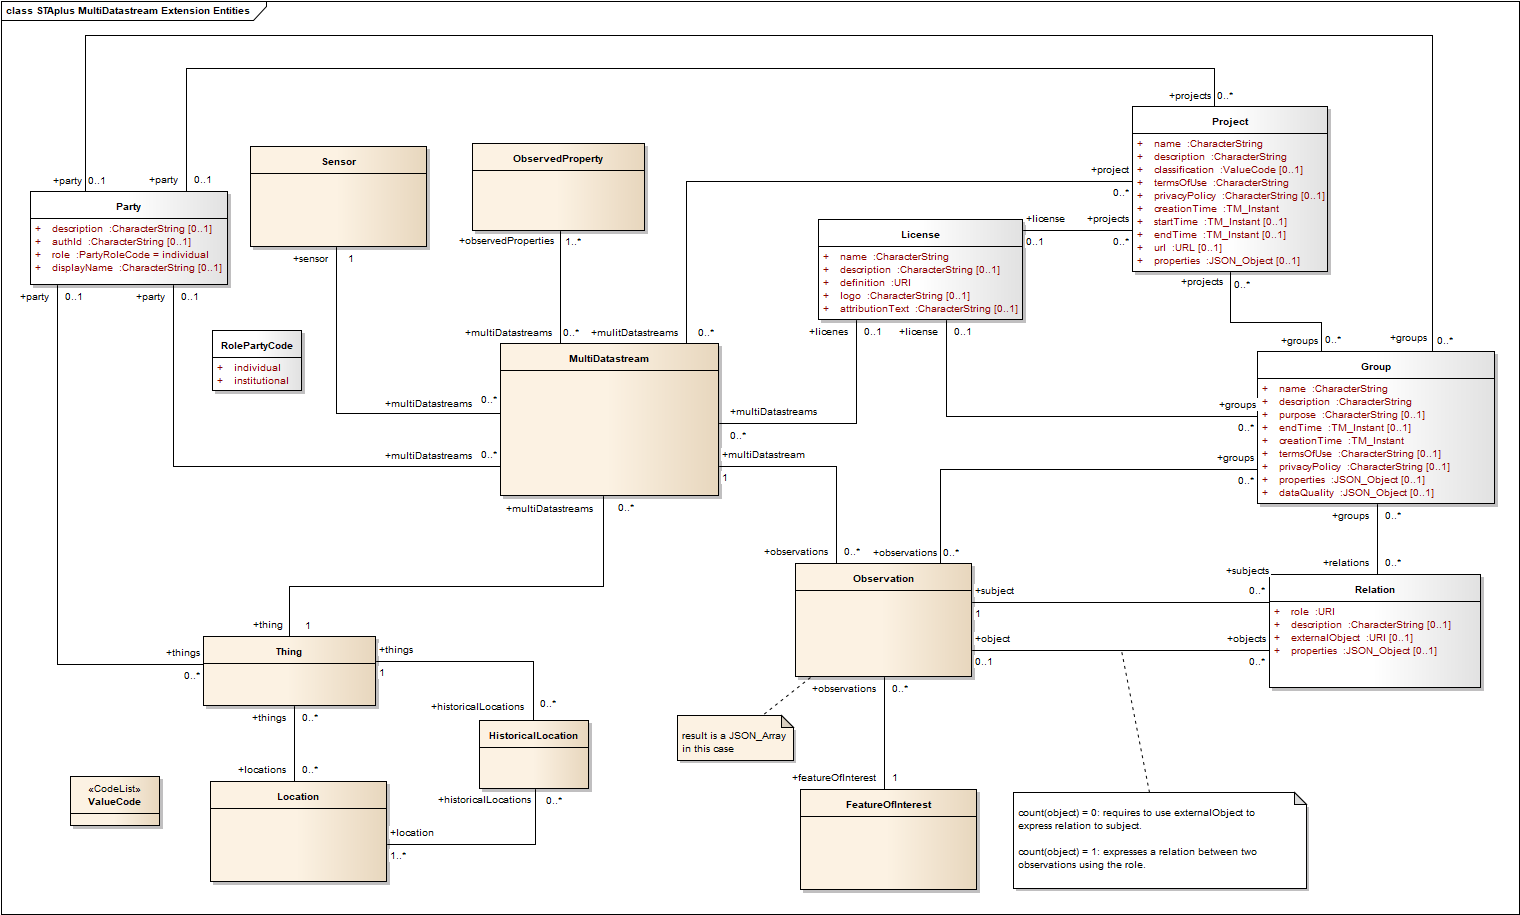 class STAplus MultiDatastream Extension Entities
+projects 0..*
Project
+ name :CharacterString
+ description :CharacterString
+ classification :ValueCode [0..1]
+ termsOfUse :CharacterString
+ privacyPolicy :CharacterString [0..1]
+ creationTime :TM_Instant
+ startTime :TM_Instant [0..1]
+ endTime :TM_Instant [0..1]
+ url :URL [0..1]
+ properties :JSON_Object [0..1]
+party 0..1
+party 0..1
Party
+ description :CharacterString [0..1]
+ authId :CharacterString [0..1]
+ role :PartyRoleCode = individual
+ displayName :CharacterString [0..1]
+party 0..1
+party 0..1
Sensor
+sensor 1
ObservedProperty
+observedProperties 1..*
+project
0..*
+license
0..1
+projects
0..*
License
+ name :CharacterString
+ description :CharacterString [0..1]
+ definition :URI
+ logo :CharacterString [0..1]
+ attributionText :CharacterString [0..1]
+licenes 0..1
+license 0..1
+projects 0..*
+groups 0..*
+groups 0..*
RolePartyCode
+ individual
+ institutional
+multiDatastreams 0..*
+mulitDatastreams 0..*
MultiDatastream
+multiDatastreams 0..*
+multiDatastreams 0..*
+multiDatastreams
0..*
+multiDatastream
1
+multiDatastreams 0..*
Group
+ name :CharacterString
+ description :CharacterString
+ purpose :CharacterString [0..1]
+ endTime :TM_Instant [0..1]
+ creationTime :TM_Instant
+ termsOfUse :CharacterString [0..1]
+ privacyPolicy :CharacterString [0..1]
+ properties :JSON_Object [0..1]
+ dataQuality :JSON_Object [0..1]
+groups
0..*
+groups
0..*
+groups 0..*
+relations 0..*
+observations 0..*
+observations 0..*
Observation
+subject
1
+subjects
0..*
+object
0..1
+objects
0..*
Relation
+ role :URI
+ description :CharacterString [0..1]
+ externalObject :URI [0..1]
+ properties :JSON_Object [0..1]
+thing 1
+things
0..*
Thing
+things
1
+things 0..*
+historicalLocations 0..*
HistoricalLocation
+historicalLocations 0..*
+locations 0..*
Location
+location
1..*
«CodeList»
ValueCode
+observations 0..*
result is a JSON_Array
in this case
+featureOfInterest 1
FeatureOfInterest
count(object) = 0: requires to use externalObject to
express relation to subject.
count(object) = 1: expresses a relation between two
observations using the role.